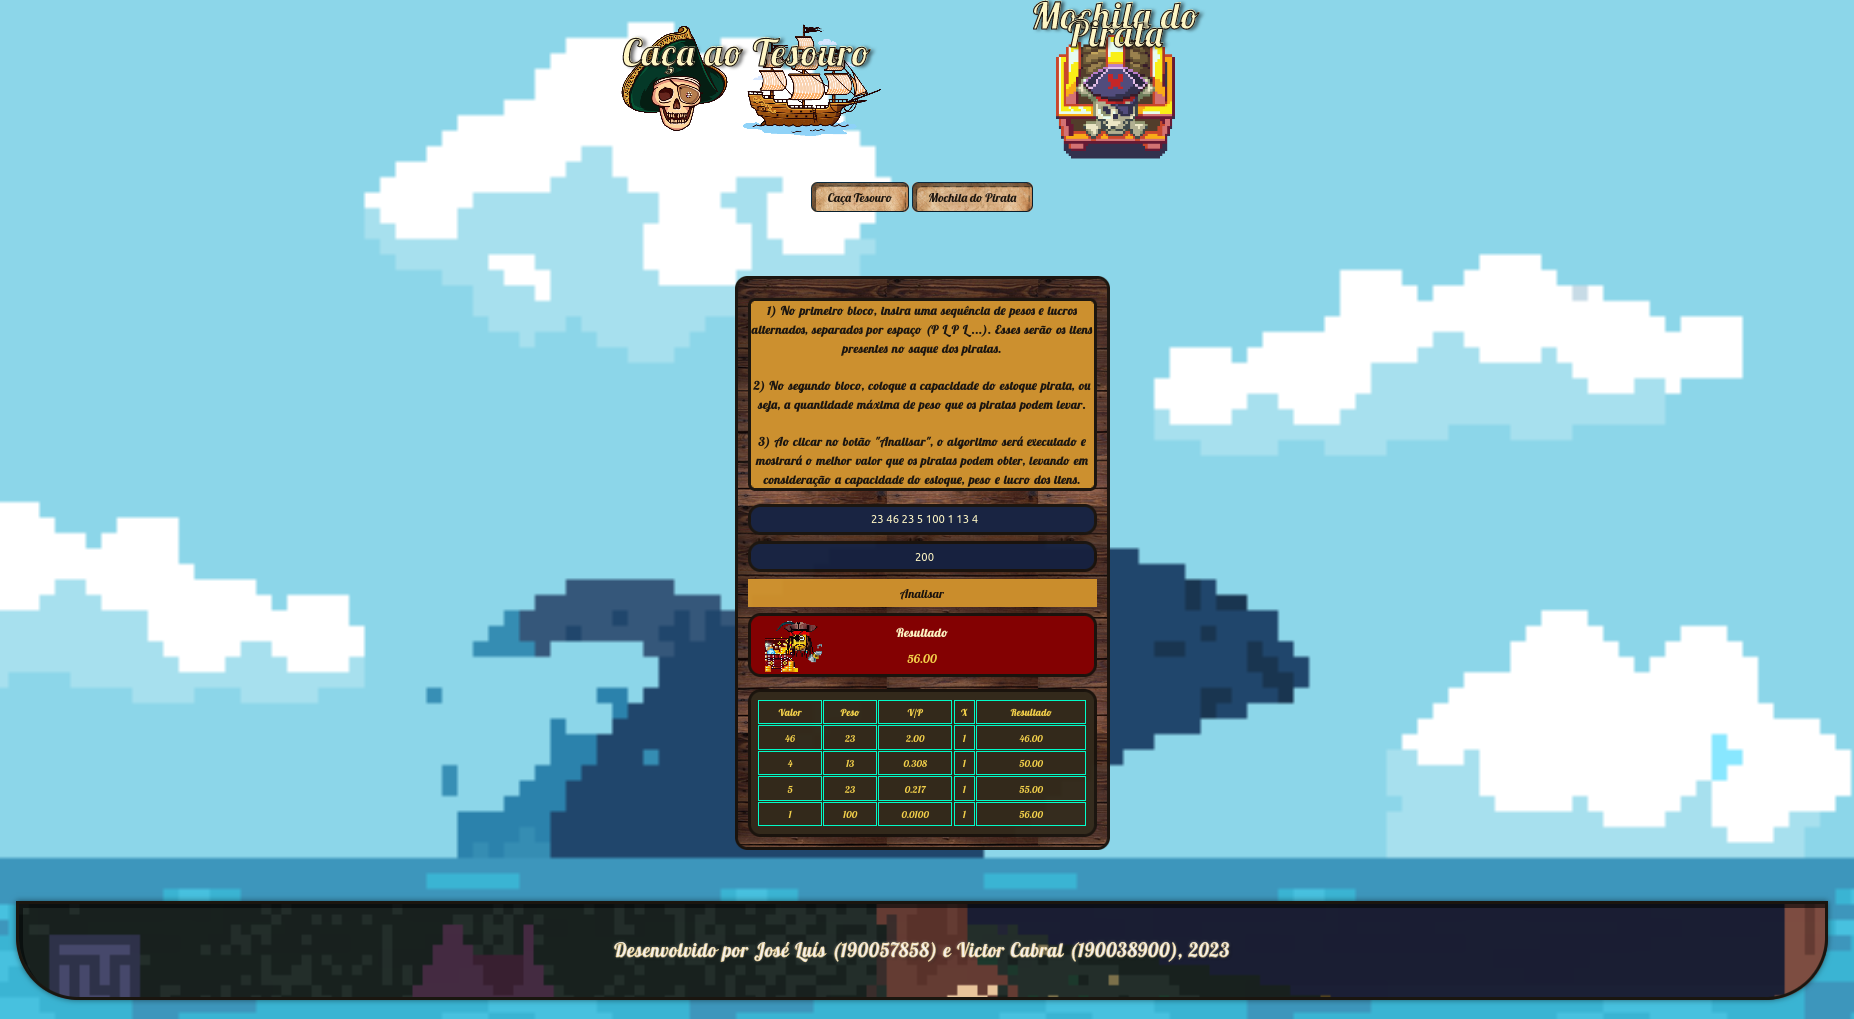 Caça ao Tesouro
Mochila do
Pirata
Caça Tesouro
Mochila do Pirata
1) No primeiro bloco, insira uma sequência de pesos e lucros
alternados, separados por espaço (P L P L ...). Esses serão os itens
presentes no saque dos piratas.
2) No segundo bloco, coloque a capacidade do estoque pirata, ou
seja, a quantidade máxima de peso que os piratas podem levar.
3) Ao clicar no botão "Analisar", o algoritmo será executado e
mostrará o melhor valor que os piratas podem obter, levando em
consideração a capacidade do estoque, peso e lucro dos itens.
23 46 23 5 100 1 13 4
200
Analisar
Resultado
56.00
Valor Peso V/P X Resultado
46 23 2.00 1 46.00
4 13 0.308 1 50.00
5 23 0.217 1 55.00
1 100 0.0100 1 56.00
Desenvolvido por José Luís (190057858) e Victor Cabral (190038900), 2023